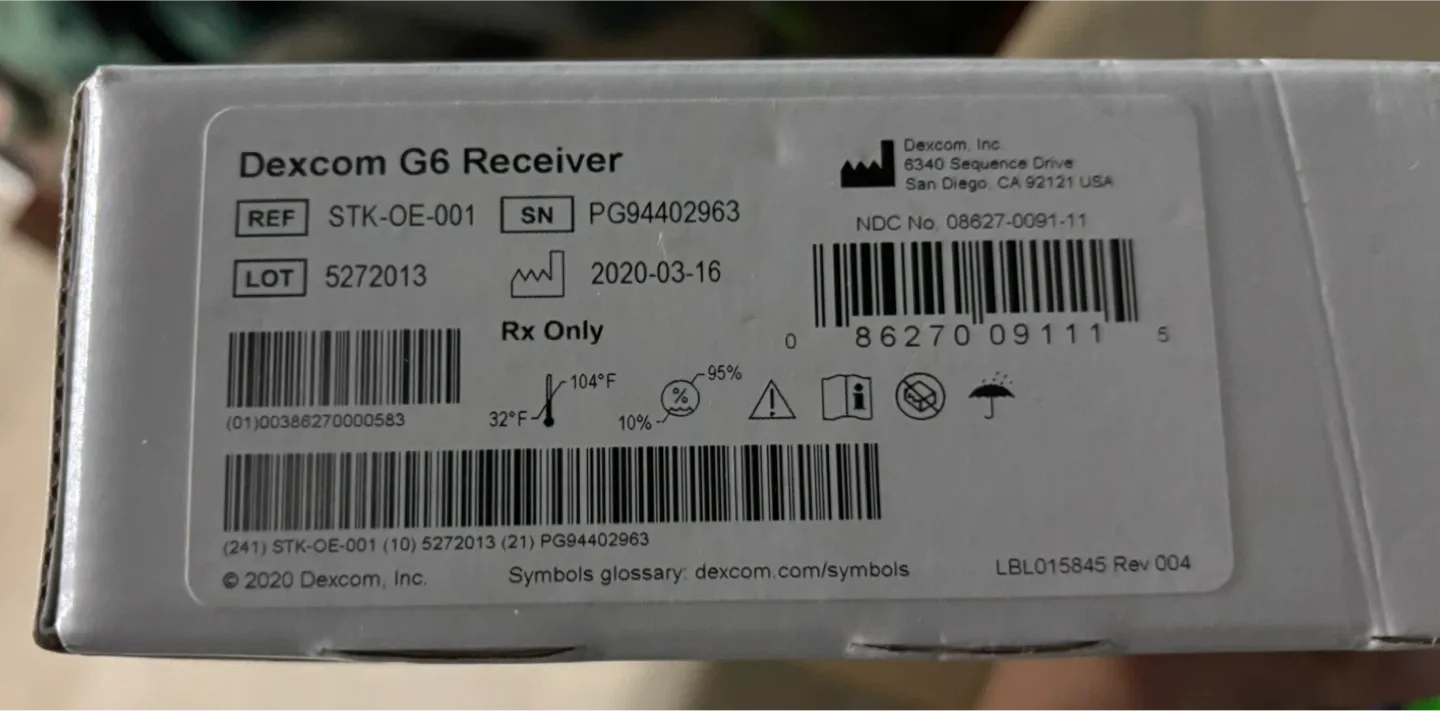 Dexcom G6 Receiver
REF STK-OE-001 SN PG94402963
LOT 5272013 2020-03-16
Rx Only
(01)00386270000583
32°F 104°F
10% % 95%
(241) STK-OE-001 (10) 5272013 (21) PG94402963
© 2020 Dexcom, Inc.
Symbols glossary: dexcom.com/symbols
Dexcom, Inc.
6340 Sequence Drive
San Diego, CA 92121 USA
NDC No. 08627-0091-11
0 86270 09111 5
i
LBL015845 Rev 004